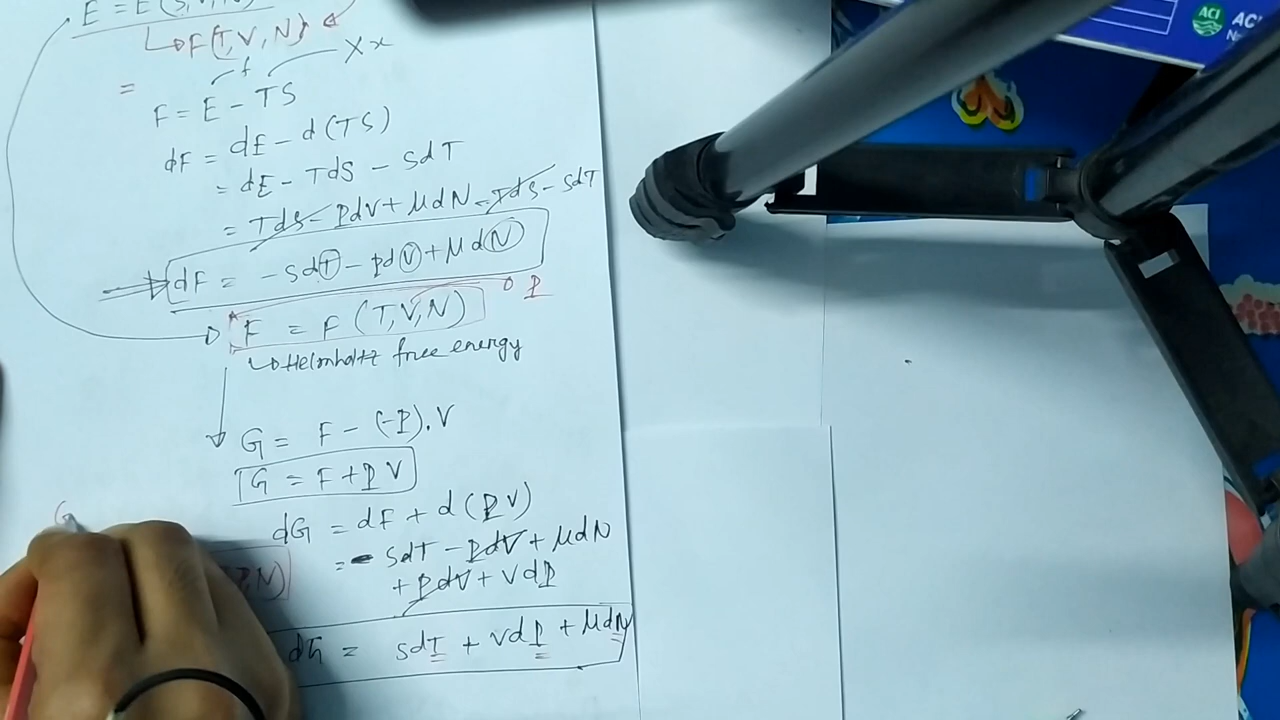 E = E
F(T, V, N)
= x x
F = E - TS
dF = dE - d(TS)
= dE - TdS - SdT
= TdS - PdV + μdN - TdS - SdT
dF = -SdT - PdV + μdN
P
F = F (T, V, N)
Helmholtz free energy
G = F - (-P).V
G = F + PV
dG = dF + d(PV)
= - SdT - PdV + μdN
+ PdV + VdP
N)
dG = SdT + VdP + μdN
ACI